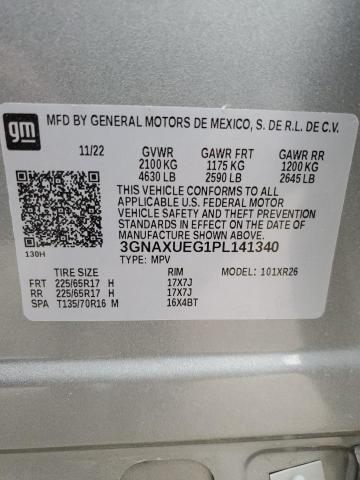 gm
MFD BY GENERAL MOTORS DE MEXICO, S. DE R.L. DE C.V.
11/22 GVWR GAWR FRT GAWR RR
2100 KG 1175 KG 1200 KG
4630 LB 2590 LB 2645 LB
THIS VEHICLE CONFORMS TO ALL
APPLICABLE U.S. FEDERAL MOTOR
VEHICLE SAFETY AND THEFT PREVENTION
STANDARDS IN EFFECT ON THE DATE OF
MANUFACTURE SHOWN ABOVE.
130H 3GNAXUEG1PL141340
TYPE: MPV MODEL: 101XR26
TIRE SIZE RIM
FRT 225/65R17 H 17X7J
RR 225/65R17 H 17X7J
SPA T135/70R16 M 16X4BT